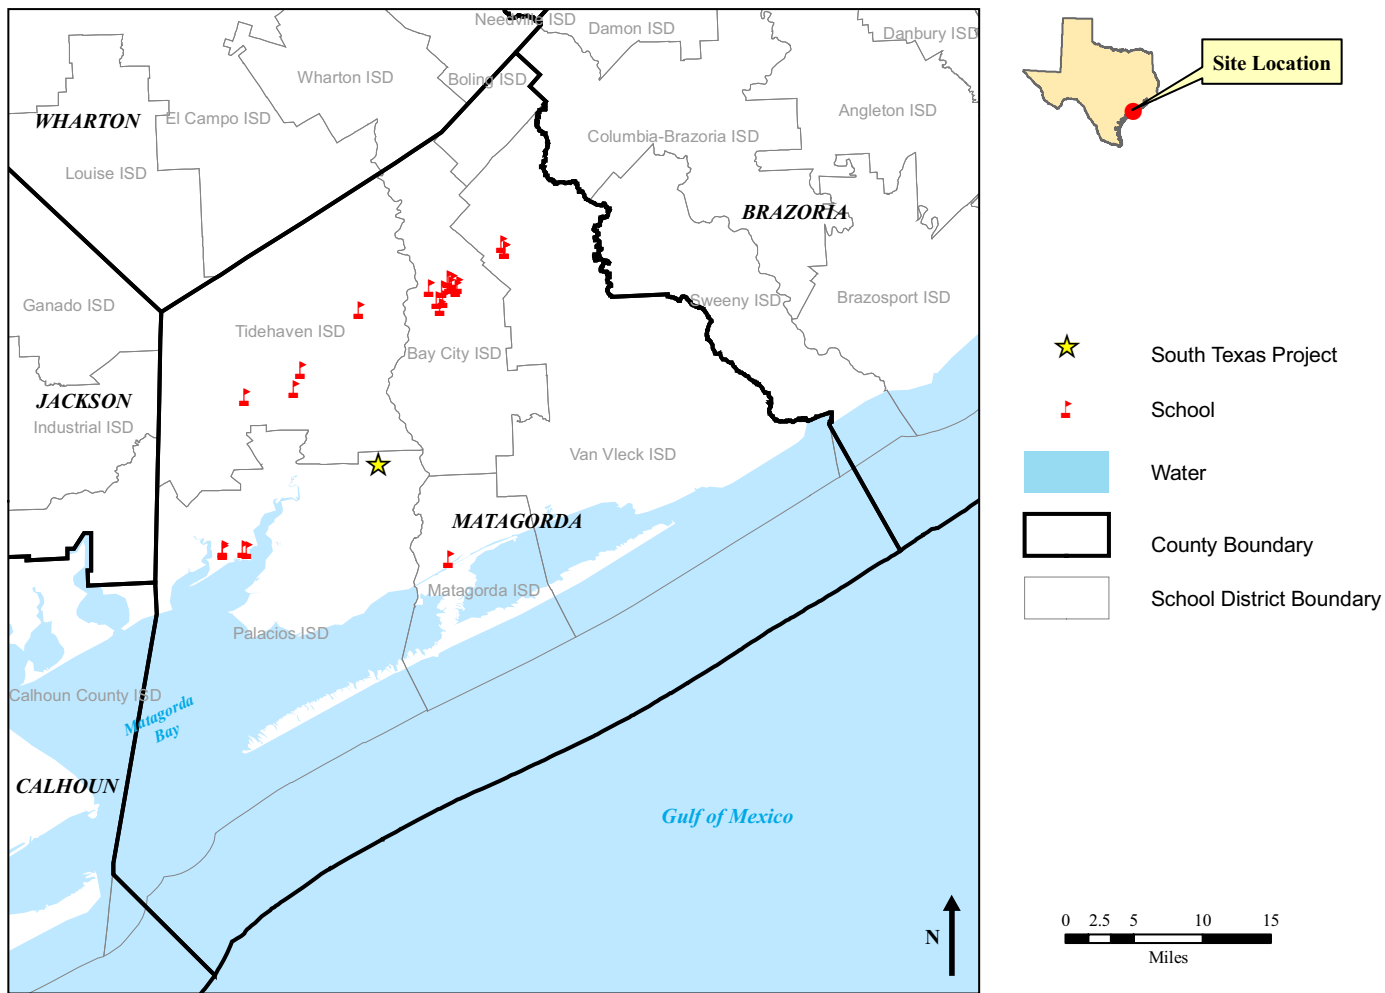 Needville ISD
Damon ISD
Danbury ISD
Wharton ISD
Boling ISD
Angleton ISD
WHARTON
El Campo ISD
Columbia-Brazoria ISD
Louise ISD
BRAZORIA
Ganado ISD
Sweeny ISD
Brazosport ISD
Tidehaven ISD
Bay City ISD
JACKSON
Industrial ISD
Van Vleck ISD
MATAGORDA
Matagorda ISD
Palacios ISD
Calhoun County ISD
Matagorda
Bay
CALHOUN
Gulf of Mexico
N
Site Location
South Texas Project
School
Water
County Boundary
School District Boundary
0 2.5 5 10 15
Miles